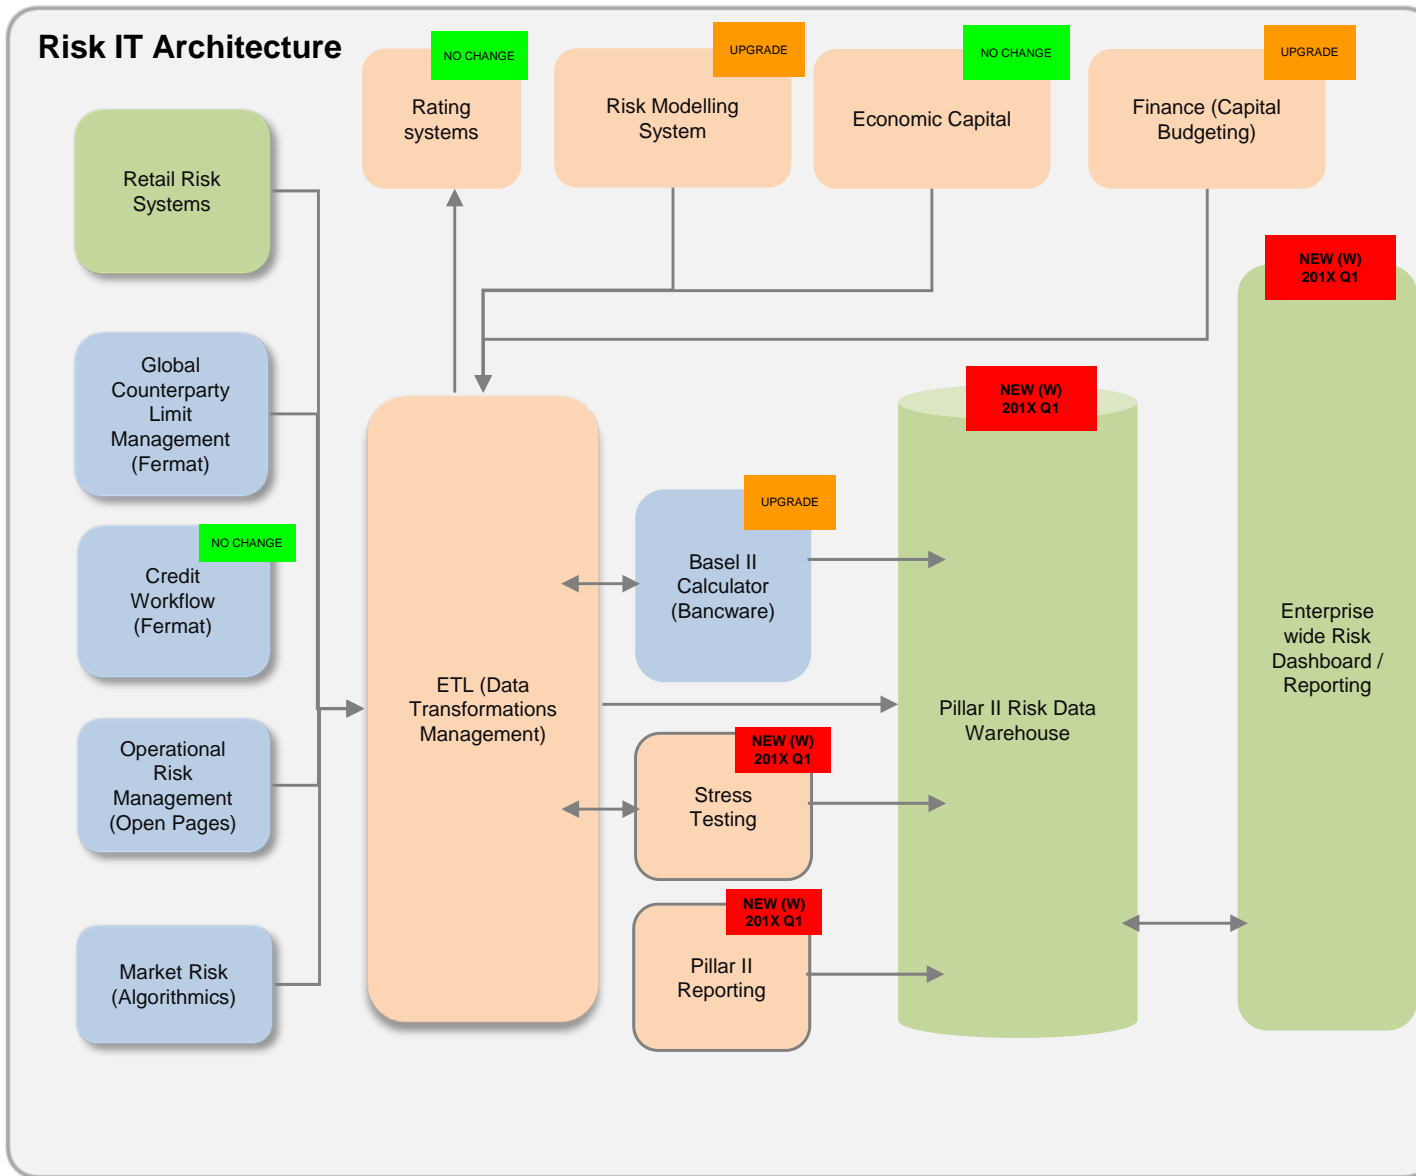 Risk IT Architecture
NO CHANGE
Rating
systems
UPGRADE
Risk Modelling
System
NO CHANGE
Economic Capital
UPGRADE
Finance (Capital
Budgeting)
Retail Risk
Systems
Global
Counterparty
Limit
Management
(Fermat)
NO CHANGE
Credit
Workflow
(Fermat)
Operational
Risk
Management
(Open Pages)
Market Risk
(Algorithmics)
ETL (Data
Transformations
Management)
UPGRADE
Basel II
Calculator
(Bancware)
NEW (W)
201X Q1
Stress
Testing
NEW (W)
201X Q1
Pillar II
Reporting
NEW (W)
201X Q1
Pillar II Risk Data
Warehouse
NEW (W)
201X Q1
Enterprise
wide Risk
Dashboard /
Reporting